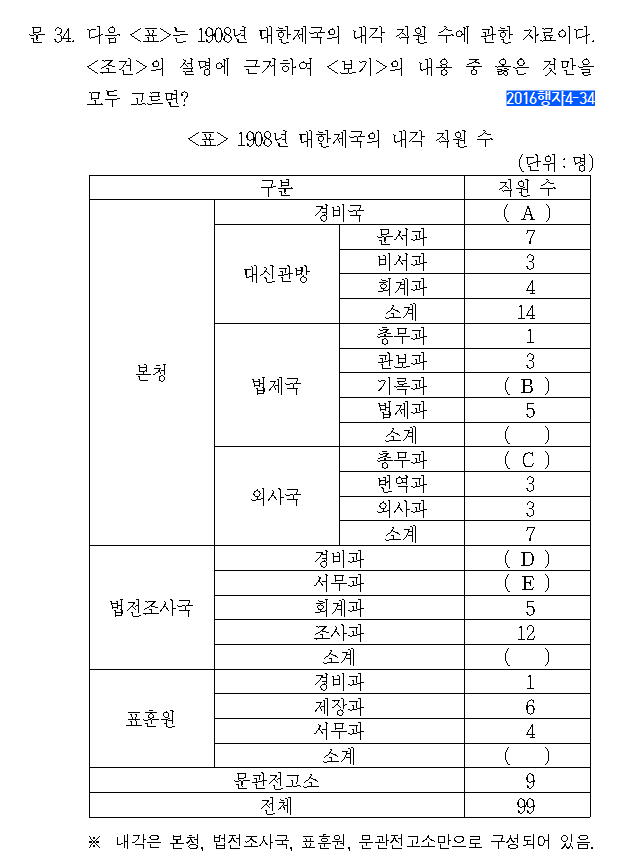 문 34. 다음 <표>는 1908년 대한제국의 내각 직원 수에 관한 자료이다.
<조건>의 설명에 근거하여 <보기>의 내용 중 옳은 것만을
모두 고르면?
2016행자4-34
<표> 1908년 대한제국의 내각 직원 수
(단위 : 명)
구분 직원 수
본청 경비국 ( A )
대신관방 문서과 7
비서과 3
회계과 4
소계 14
법제국 총무과 1
관보과 3
기록과 ( B )
법제과 5
소계 ( )
외사국 총무과 ( C )
번역과 3
외사과 3
소계 7
법전조사국 경비과 ( D )
서무과 ( E )
회계과 5
조사과 12
소계 ( )
표훈원 경비과 1
제장과 6
서무과 4
소계 ( )
문관전고소 9
전체 99
※ 내각은 본청, 법전조사국, 표훈원, 문관전고소만으로 구성되어 있음.